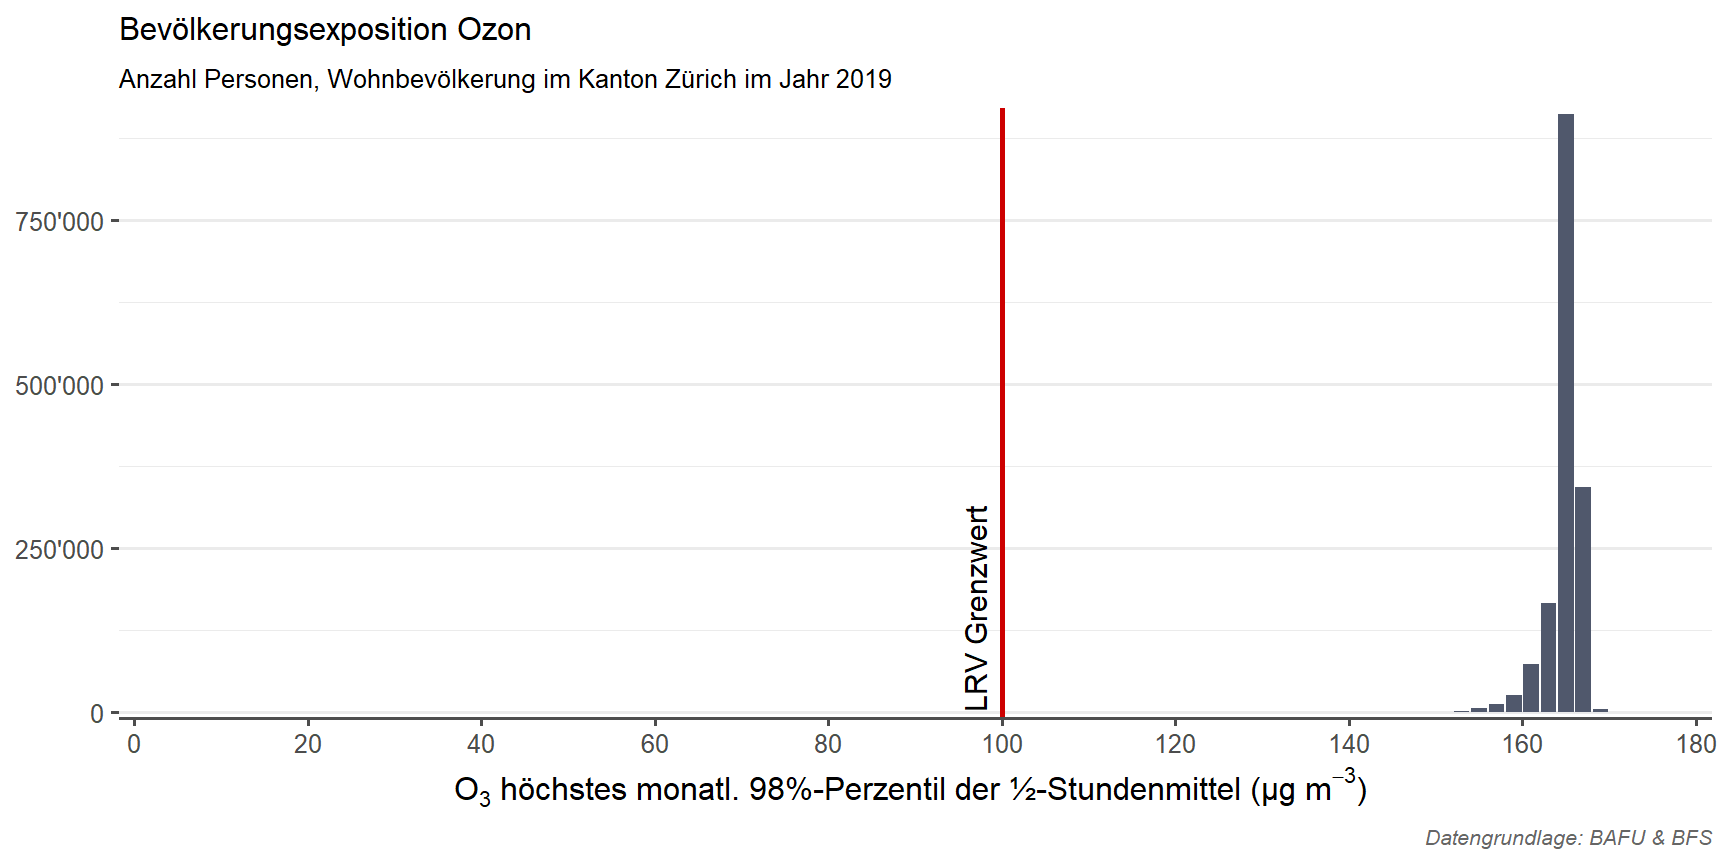 Bevölkerungsexposition Ozon
Anzahl Personen, Wohnbevölkerung im Kanton Zürich im Jahr 2019
750'000
500'000
250'000
0
LRV Grenzwert
0 20 40 60 80 100 120 140 160 180
O₃ höchstes monatl. 98%-Perzentil der ½-Stundenmittel (µg m⁻³)
Datengrundlage: BAFU & BFS